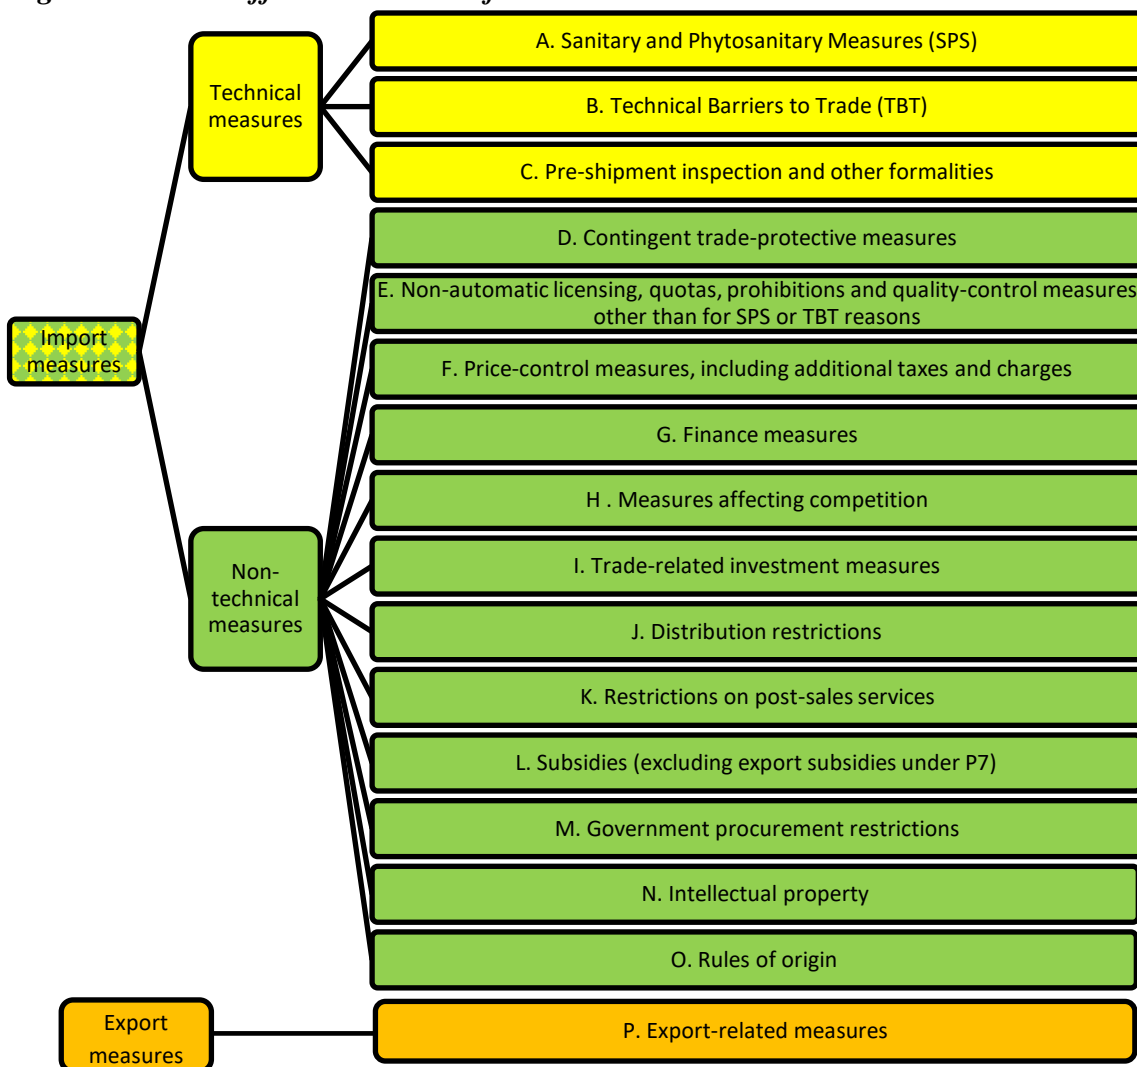 A. Sanitary and Phytosanitary Measures (SPS)
Technical
measures
B. Technical Barriers to Trade (TBT)
C. Pre-shipment inspection and other formalities
D. Contingent trade-protective measures
E. Non-automatic licensing, quotas, prohibitions and quality-control measures
other than for SPS or TBT reasons
Import
measures
F. Price-control measures, including additional taxes and charges
G. Finance measures
H . Measures affecting competition
Non-
technical
measures
I. Trade-related investment measures
J. Distribution restrictions
K. Restrictions on post-sales services
L. Subsidies (excluding export subsidies under P7)
M. Government procurement restrictions
N. Intellectual property
O. Rules of origin
Export
measures
P. Export-related measures